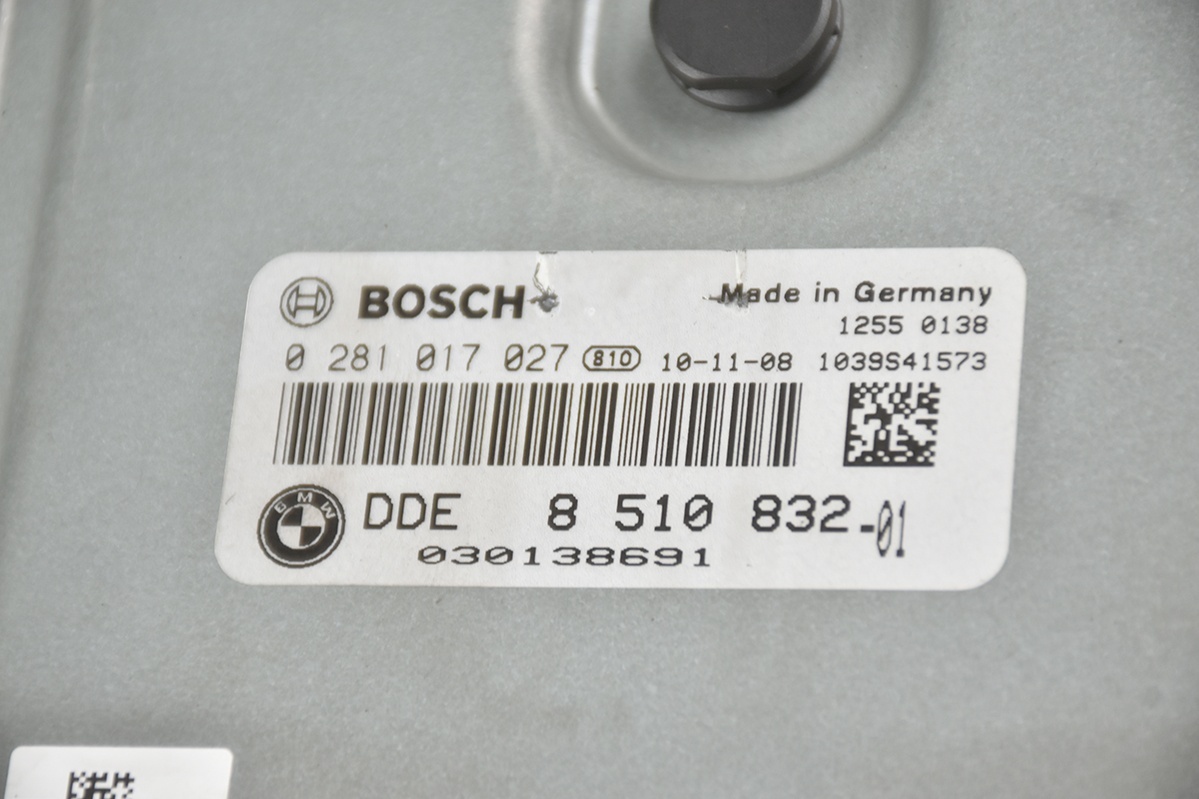 BOSCH Made in Germany
1255 0138
0 281 017 027 810 10-11-08 1039S41573
BMW DDE 8 510 832-01
030138691